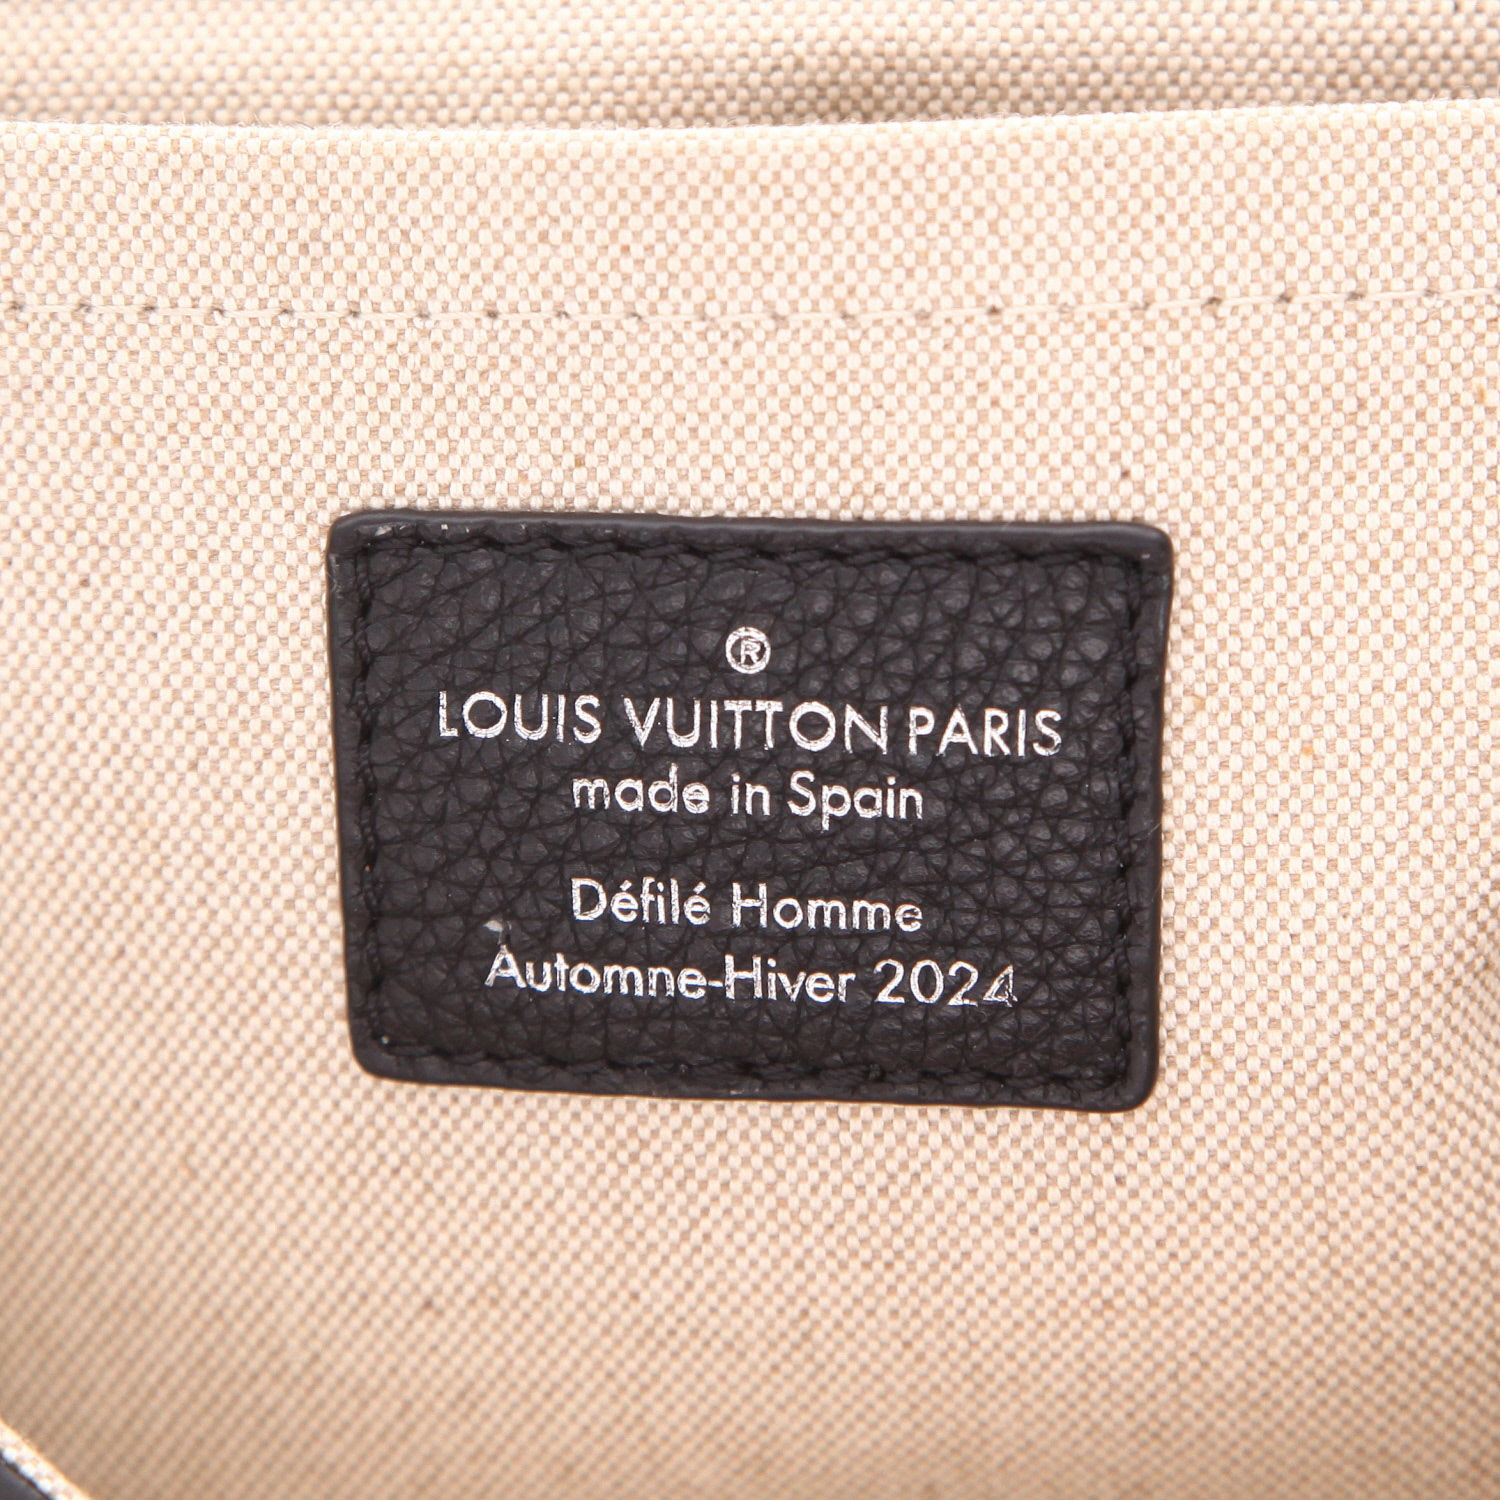 ®
LOUIS VUITTON PARIS
made in Spain
Défilé Homme
Automne-Hiver 2024